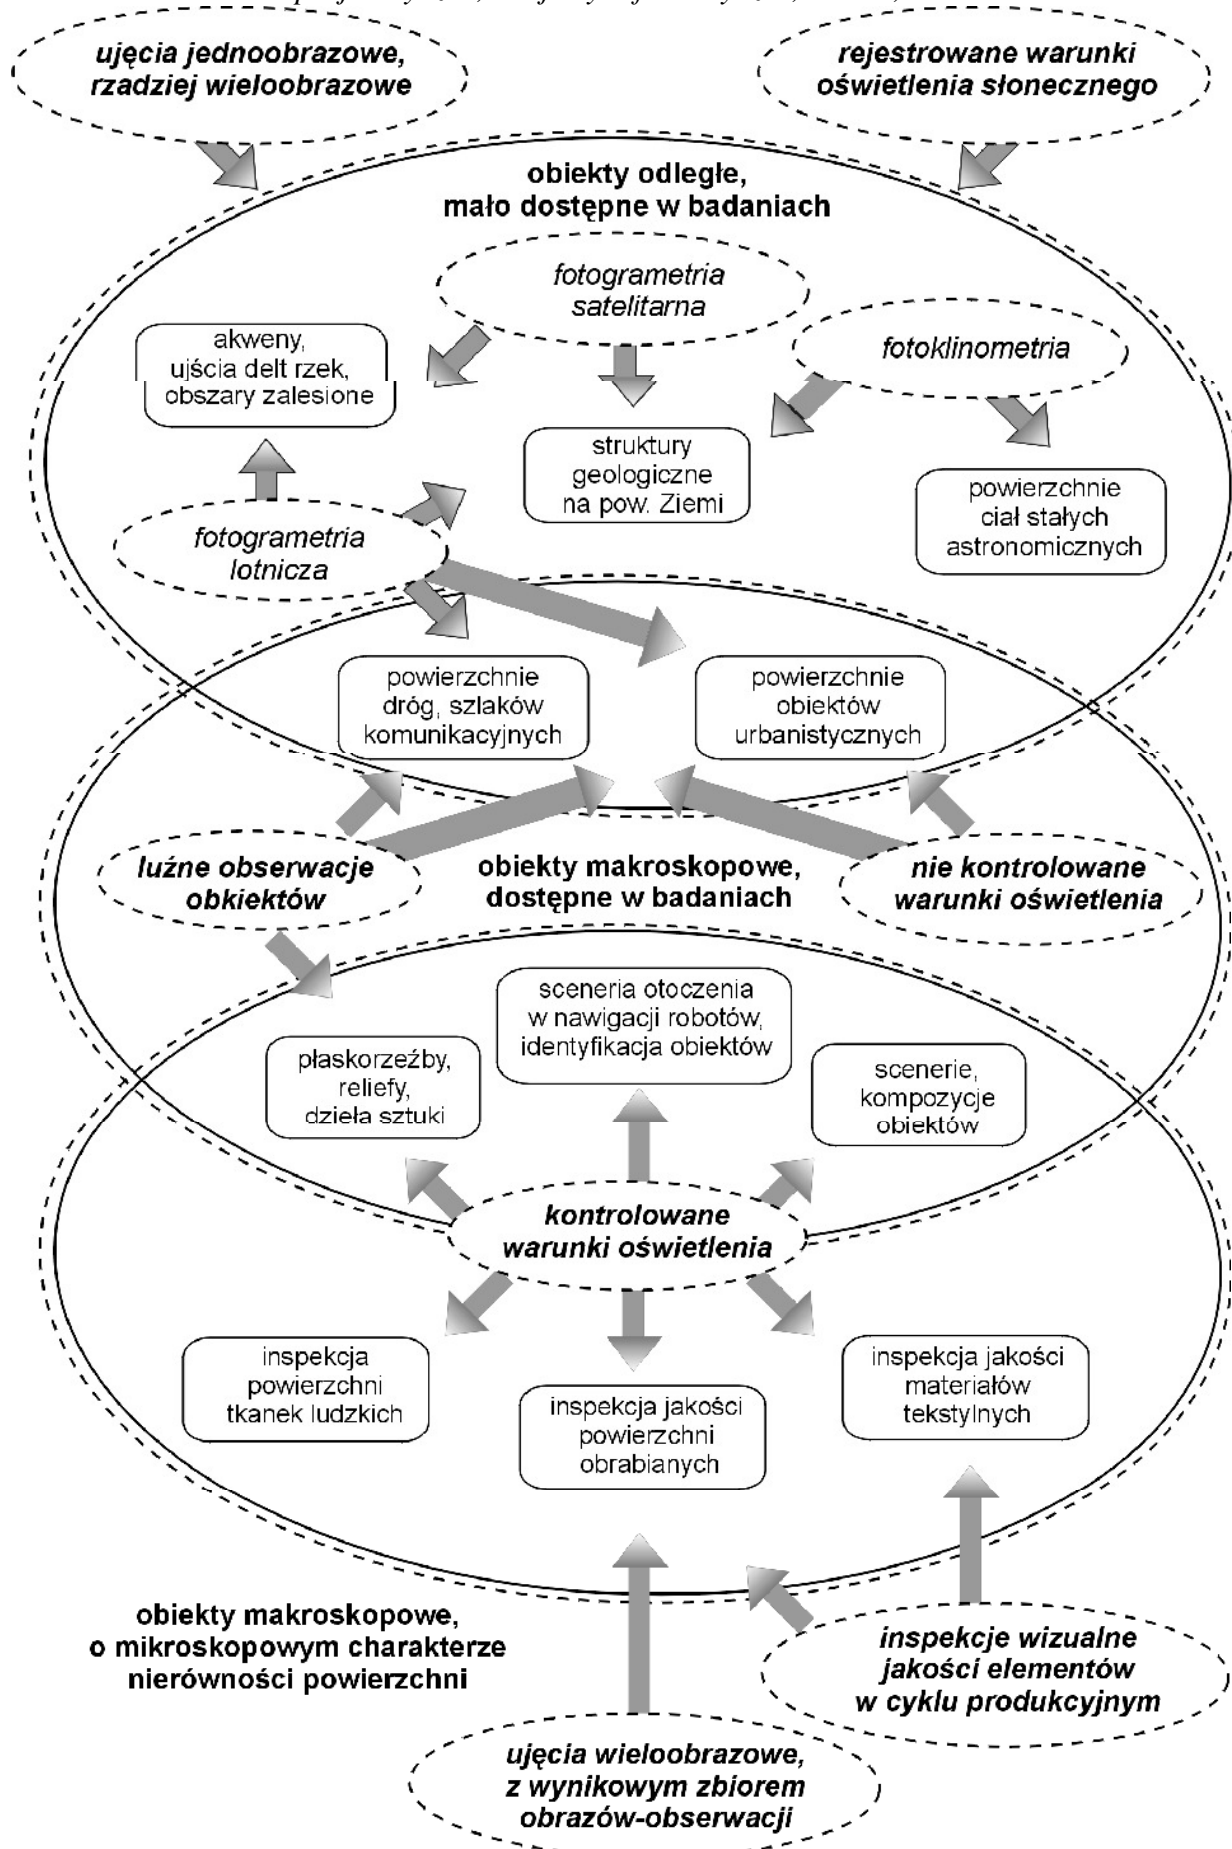 ujęcia jednoobrazowe,
rzadziej wieloobrazowe
rejestrowane warunki
oświetlenia słonecznego
obiekty odległe,
mało dostępne w badaniach
fotogrametria
satelitarna
fotoklinometria
akweny,
ujścia delt rzek,
obszary zalesione
struktury
geologiczne
na pow. Ziemi
powierzchnie
ciał stałych
astronomicznych
fotogrametria
lotnicza
powierzchnie
dróg, szlaków
komunikacyjnych
powierzchnie
obiektów
urbanistycznych
luźne obserwacje
obkiektów
obiekty makroskopowe,
dostępne w badaniach
nie kontrolowane
warunki oświetlenia
sceneria otoczenia
w nawigacji robotów,
identyfikacja obiektów
płaskorzeźby,
reliefy,
dzieła sztuki
scenerie,
kompozycje
obiektów
kontrolowane
warunki oświetlenia
inspekcja
powierzchni
tkanek ludzkich
inspekcja jakości
powierzchni
obrabianych
inspekcja jakości
materiałów
tekstylnych
obiekty makroskopowe,
o mikroskopowym charakterze
nierówności powierzchni
inspekcje wizualne
jakości elementów
w cyklu produkcyjnym
ujęcia wieloobrazowe,
z wynikowym zbiorem
obrazów-obserwacji